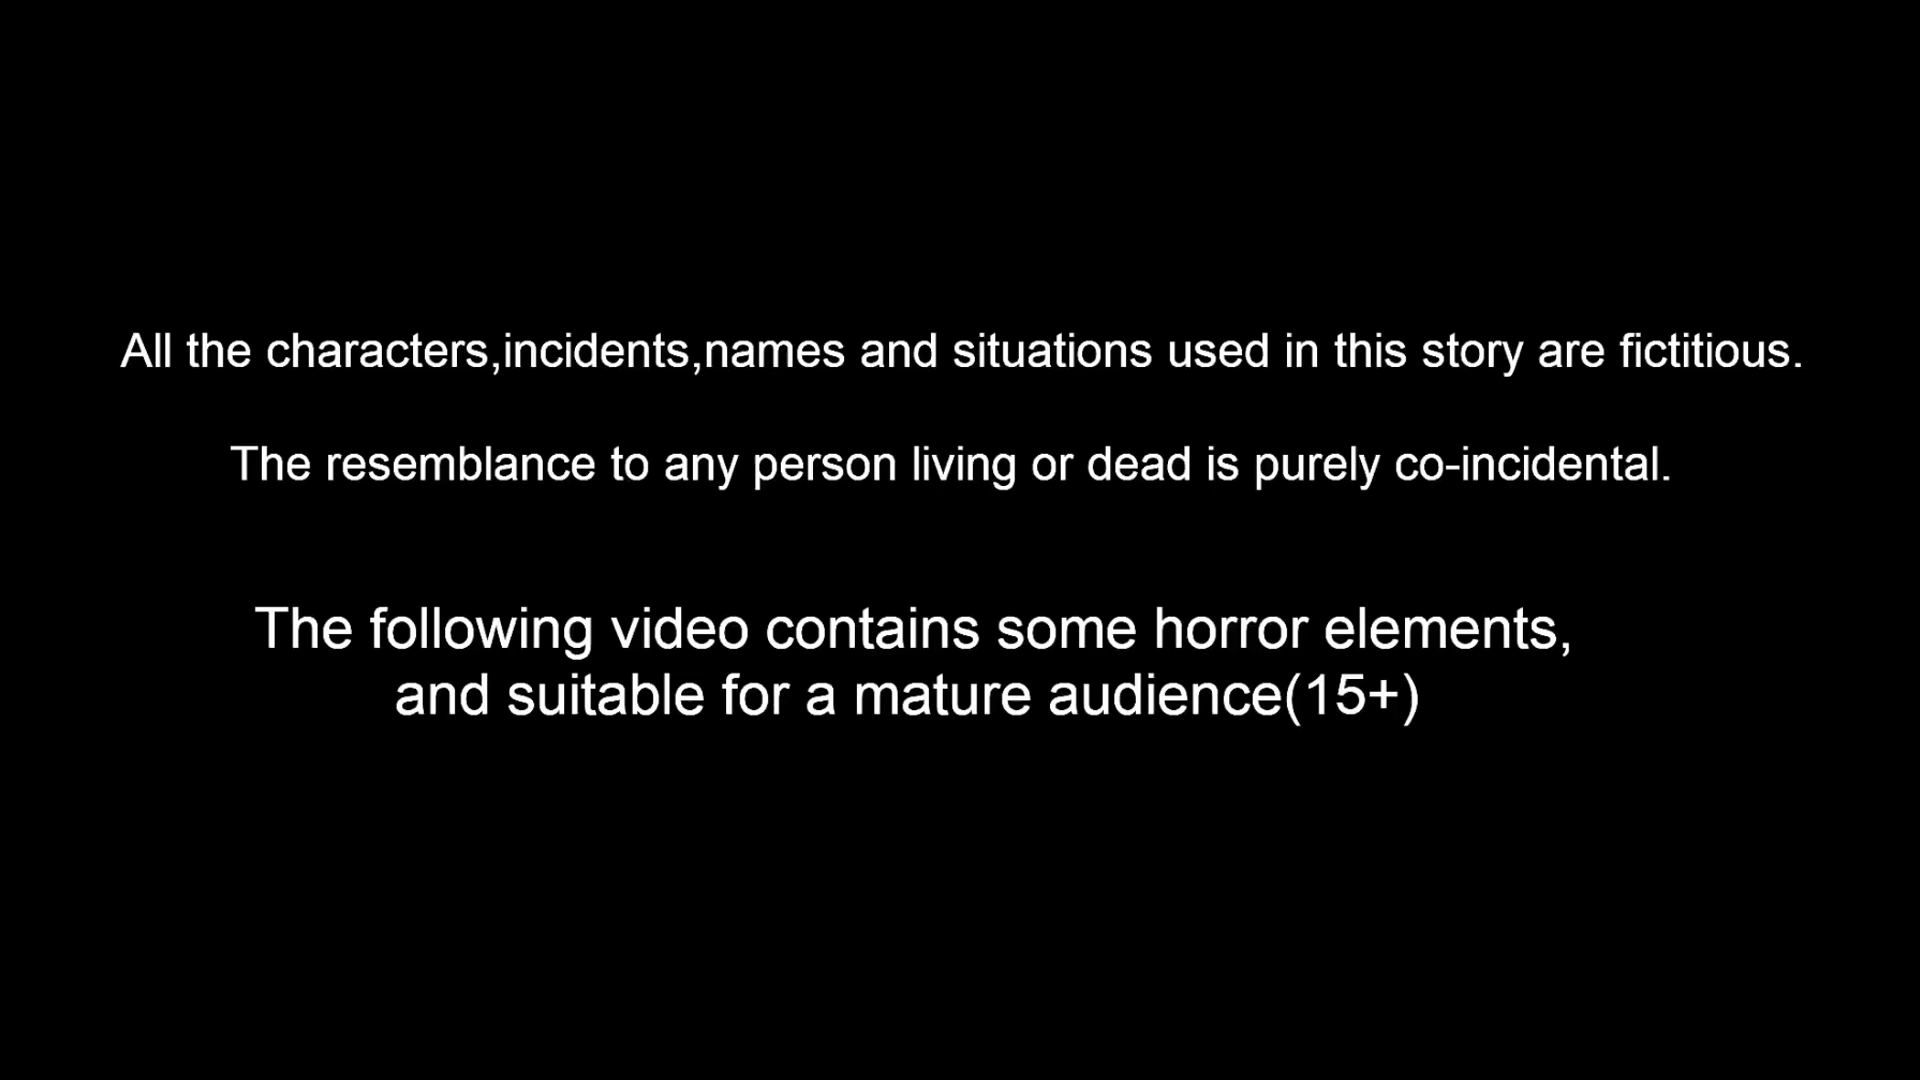 All the characters,incidents,names and situations used in this story are fictitious.
The resemblance to any person living or dead is purely co-incidental.
The following video contains some horror elements,
and suitable for a mature audience(15+)